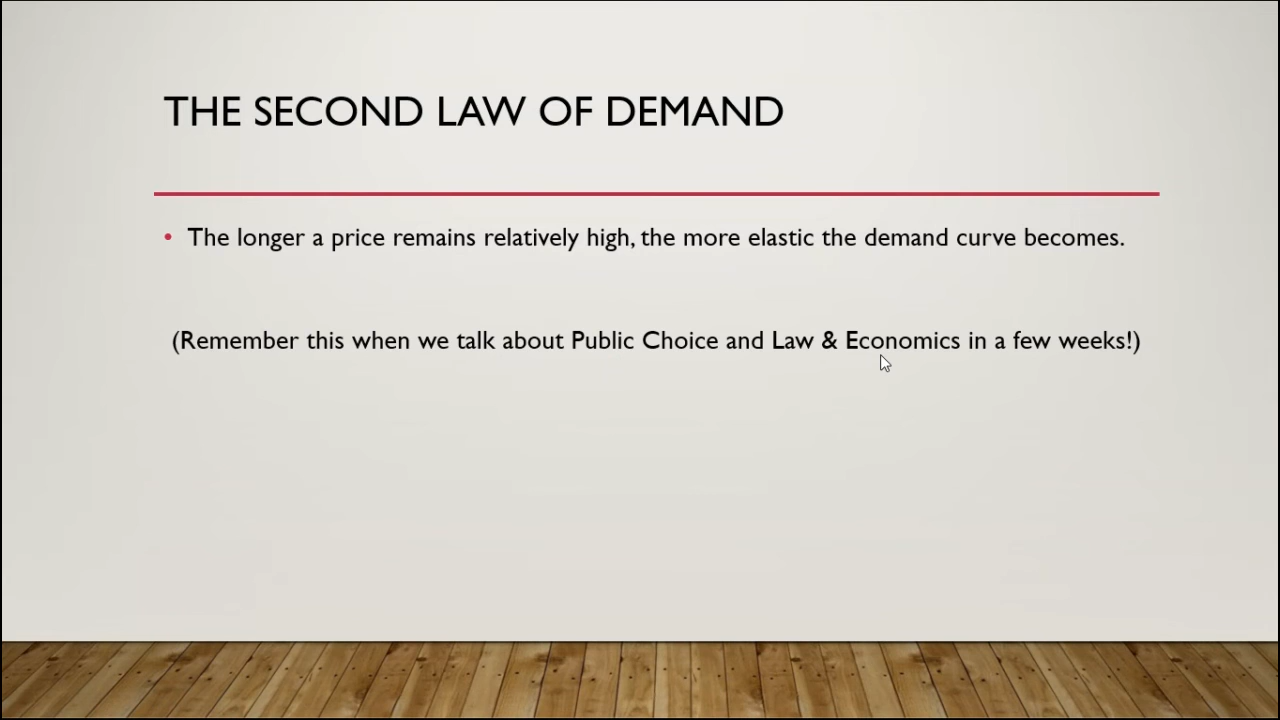 THE SECOND LAW OF DEMAND
• The longer a price remains relatively high, the more elastic the demand curve becomes.
(Remember this when we talk about Public Choice and Law & Economics in a few weeks!)